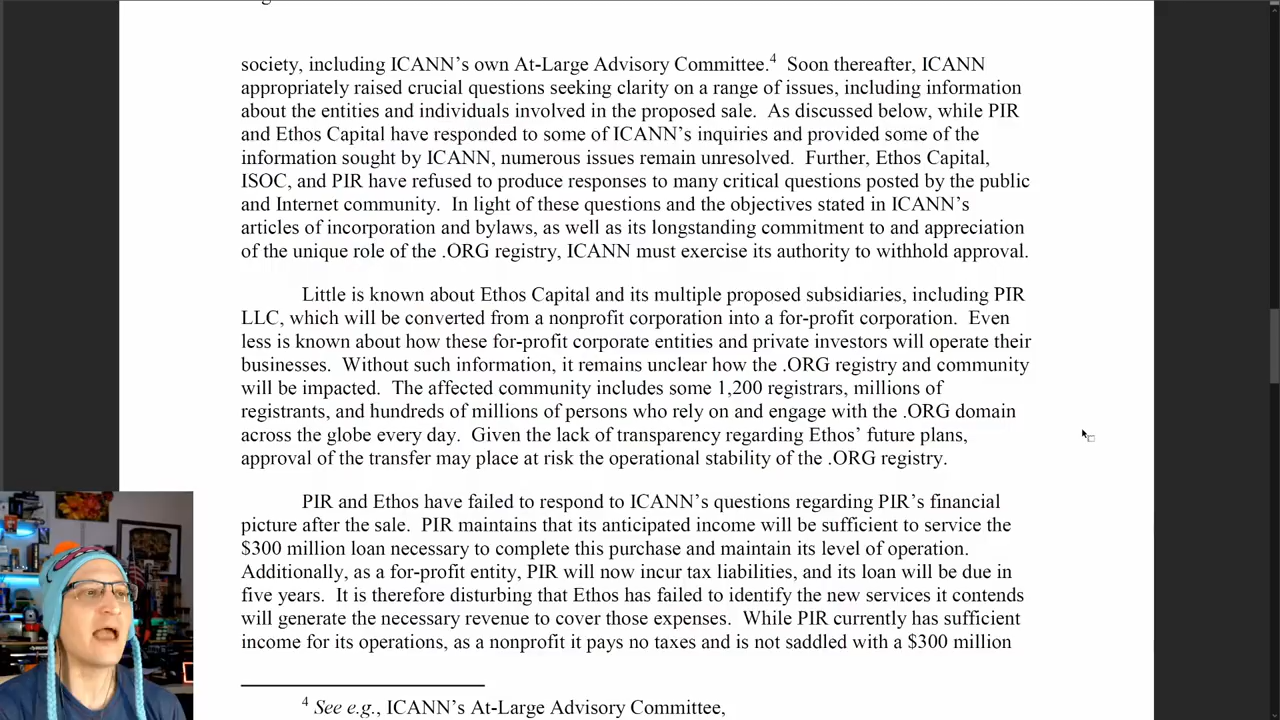 society, including ICANN’s own At-Large Advisory Committee.4 Soon thereafter, ICANN
appropriately raised crucial questions seeking clarity on a range of issues, including information
about the entities and individuals involved in the proposed sale. As discussed below, while PIR
and Ethos Capital have responded to some of ICANN’s inquiries and provided some of the
information sought by ICANN, numerous issues remain unresolved. Further, Ethos Capital,
ISOC, and PIR have refused to produce responses to many critical questions posted by the public
and Internet community. In light of these questions and the objectives stated in ICANN’s
articles of incorporation and bylaws, as well as its longstanding commitment to and appreciation
of the unique role of the .ORG registry, ICANN must exercise its authority to withhold approval.
Little is known about Ethos Capital and its multiple proposed subsidiaries, including PIR
LLC, which will be converted from a nonprofit corporation into a for-profit corporation. Even
less is known about how these for-profit corporate entities and private investors will operate their
businesses. Without such information, it remains unclear how the .ORG registry and community
will be impacted. The affected community includes some 1,200 registrars, millions of
registrants, and hundreds of millions of persons who rely on and engage with the .ORG domain
across the globe every day. Given the lack of transparency regarding Ethos’ future plans,
approval of the transfer may place at risk the operational stability of the .ORG registry.
PIR and Ethos have failed to respond to ICANN’s questions regarding PIR’s financial
picture after the sale. PIR maintains that its anticipated income will be sufficient to service the
$300 million loan necessary to complete this purchase and maintain its level of operation.
Additionally, as a for-profit entity, PIR will now incur tax liabilities, and its loan will be due in
five years. It is therefore disturbing that Ethos has failed to identify the new services it contends
will generate the necessary revenue to cover those expenses. While PIR currently has sufficient
income for its operations, as a nonprofit it pays no taxes and is not saddled with a $300 million
4 See e.g., ICANN’s At-Large Advisory Committee,